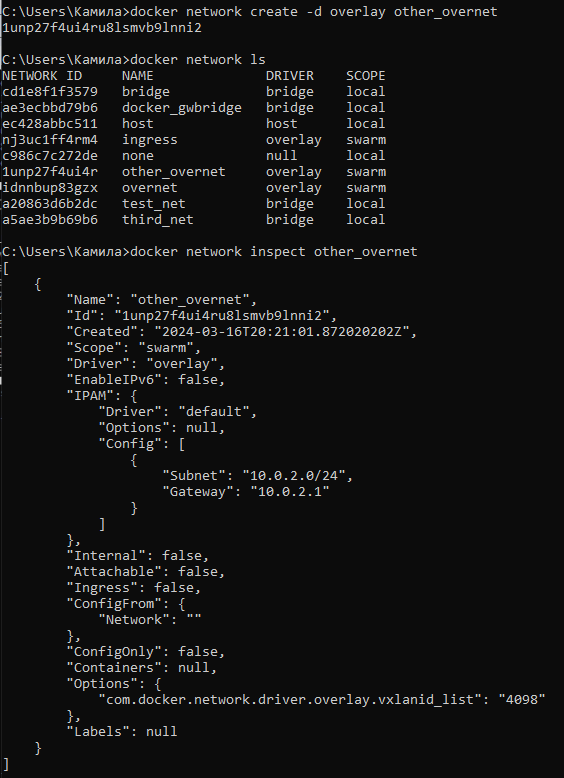 C:\Users\Камила>docker network create -d overlay other_overnet
1unp27f4ui4ru8lsmvb9lnni2
C:\Users\Камила>docker network ls
NETWORK ID     NAME              DRIVER    SCOPE
cd1e8f1f3579   bridge            bridge    local
ae3ecbbd79b6   docker_gwbridge   bridge    local
ec428abbc511   host              host      local
nj3uc1ff4rm4   ingress           overlay   swarm
c986c7c272de   none              null      local
1unp27f4ui4r   other_overnet     overlay   swarm
idnnbup83gzx   overnet           overlay   swarm
a20863d6b2dc   test_net          bridge    local
a5ae3b9b69b6   third_net         bridge    local
C:\Users\Камила>docker network inspect other_overnet
[
    {
        "Name": "other_overnet",
        "Id": "1unp27f4ui4ru8lsmvb9lnni2",
        "Created": "2024-03-16T20:21:01.872020202Z",
        "Scope": "swarm",
        "Driver": "overlay",
        "EnableIPv6": false,
        "IPAM": {
            "Driver": "default",
            "Options": null,
            "Config": [
                {
                    "Subnet": "10.0.2.0/24",
                    "Gateway": "10.0.2.1"
                }
            ]
        },
        "Internal": false,
        "Attachable": false,
        "Ingress": false,
        "ConfigFrom": {
            "Network": ""
        },
        "ConfigOnly": false,
        "Containers": null,
        "Options": {
            "com.docker.network.driver.overlay.vxlanid_list": "4098"
        },
        "Labels": null
    }
]